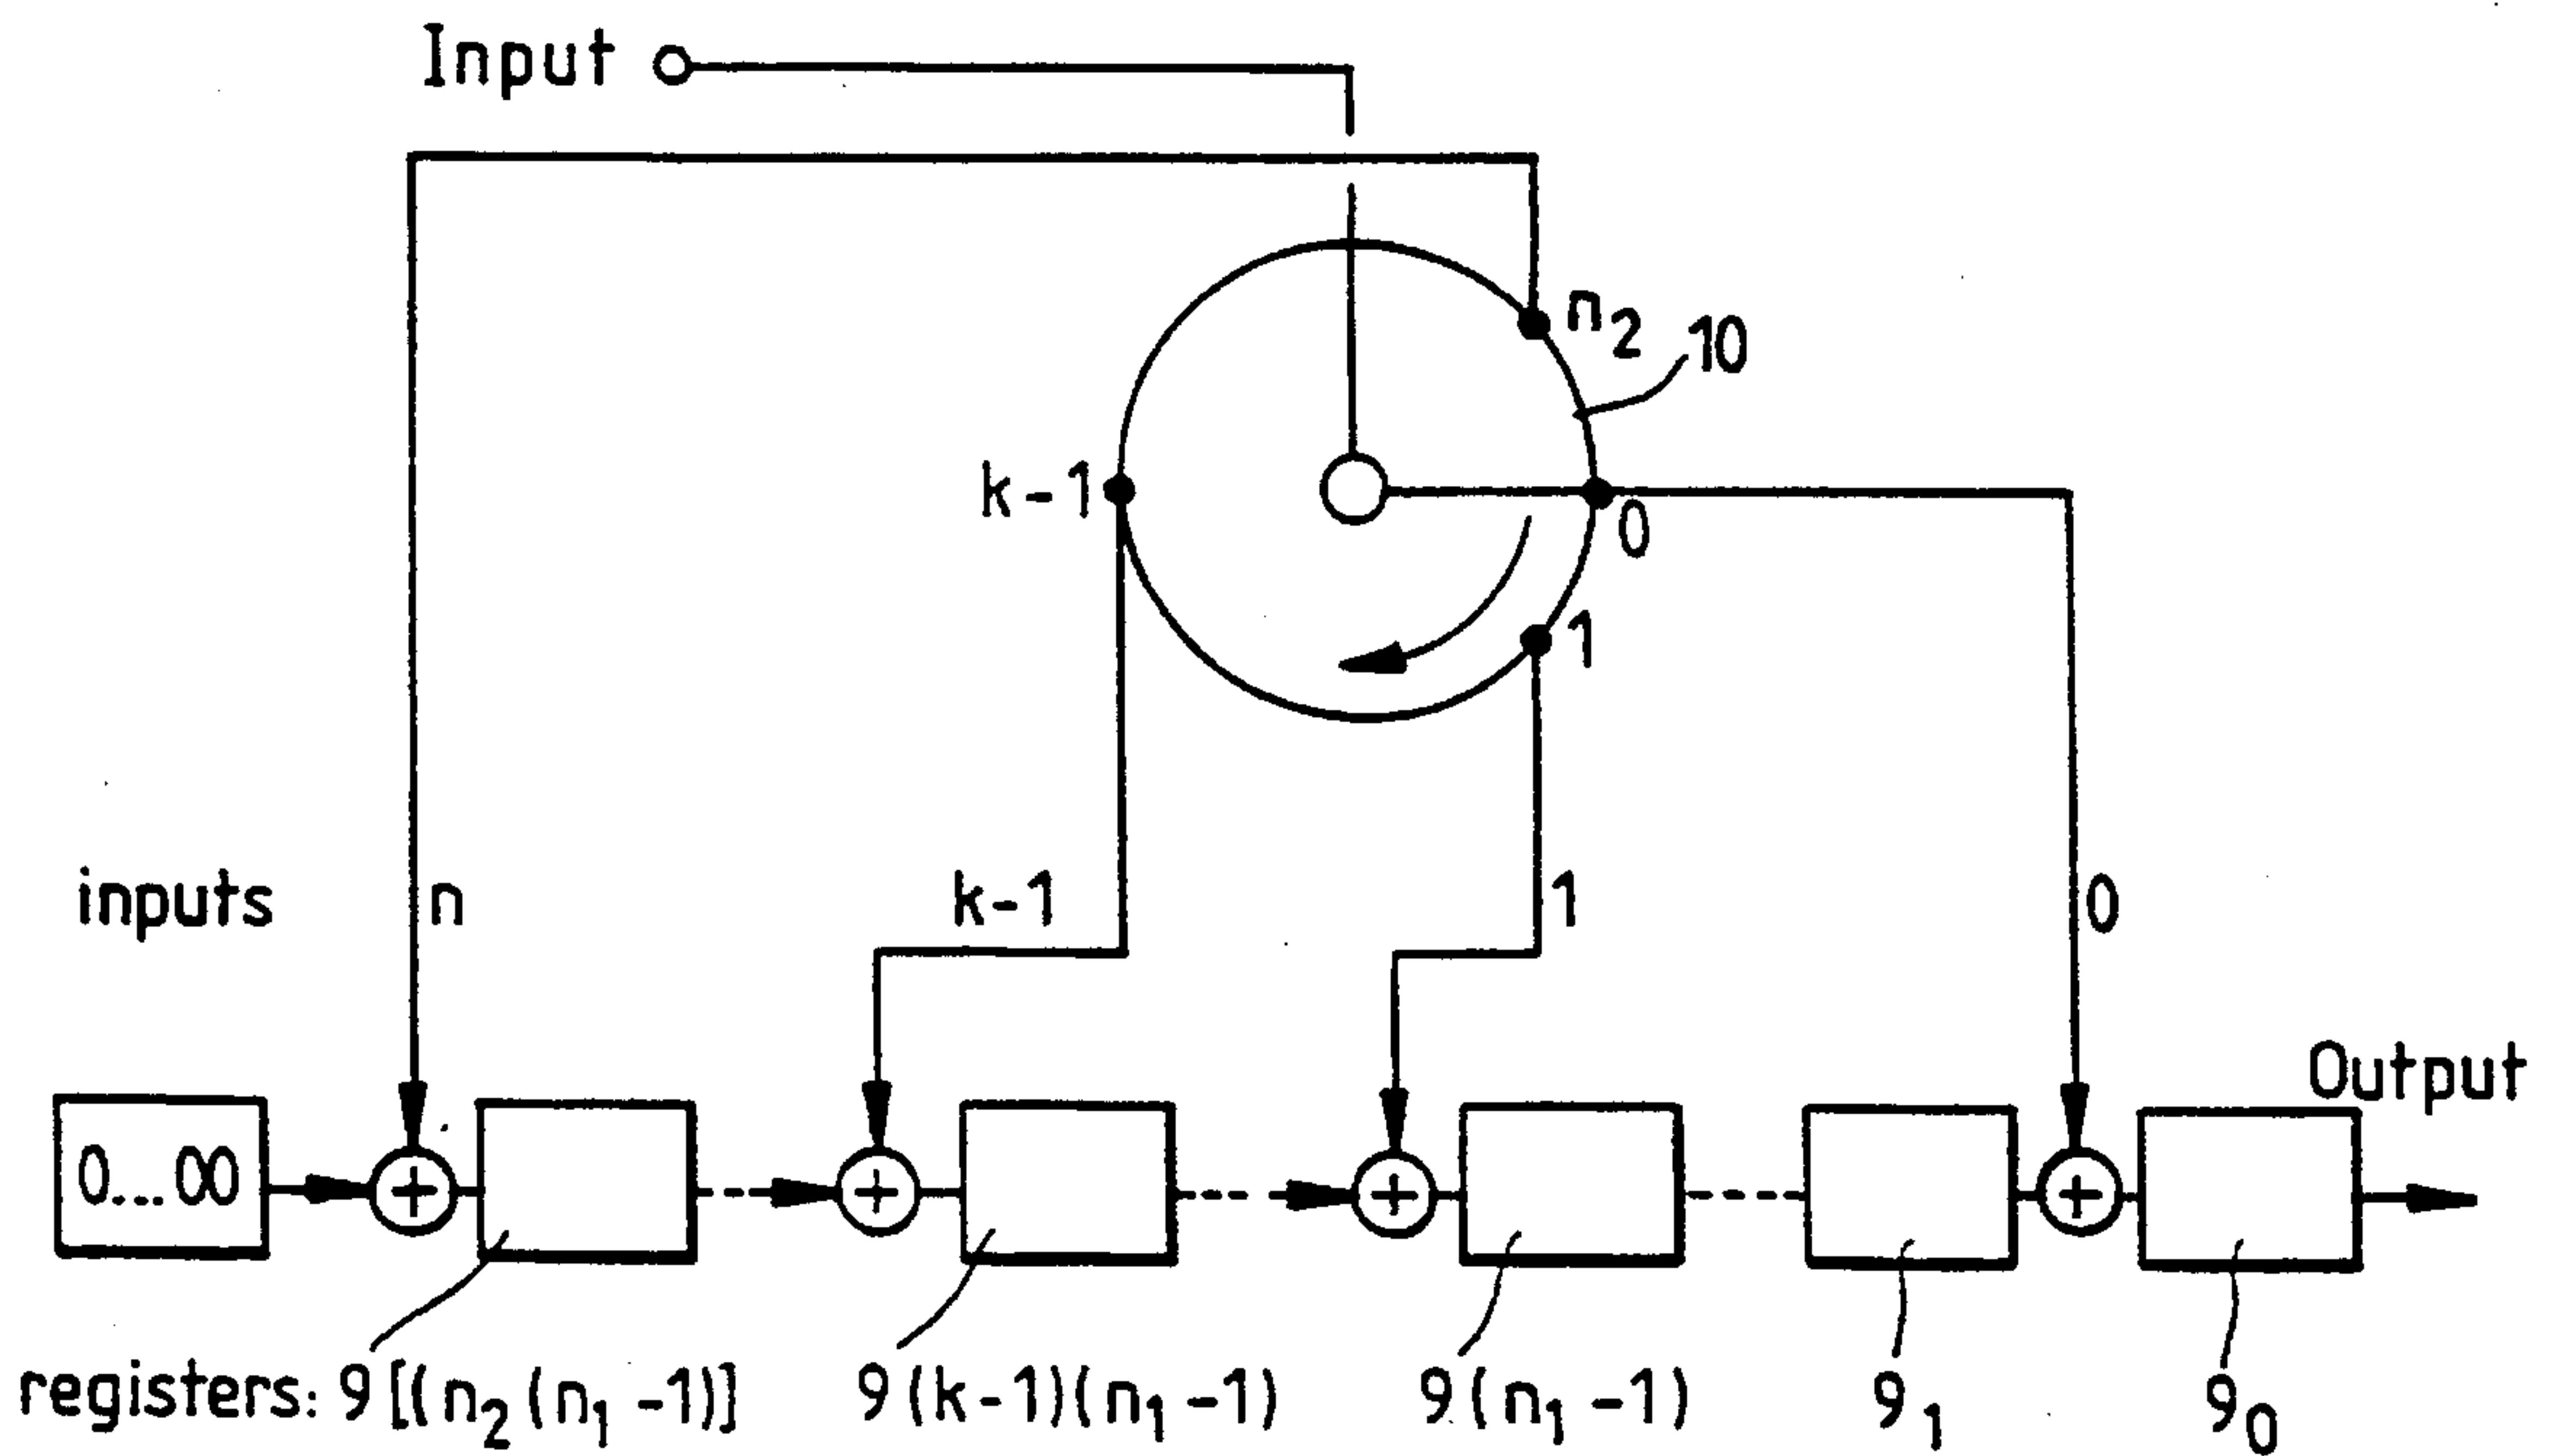 Input
n₂
10
k-1
0
1
inputs
n
k-1
1
0
Output
0...∞
+
+
+
+
registers: 9[(n₂(n₁-1)]
9(k-1)(n₁-1)
9(n₁-1)
9₁
9₀